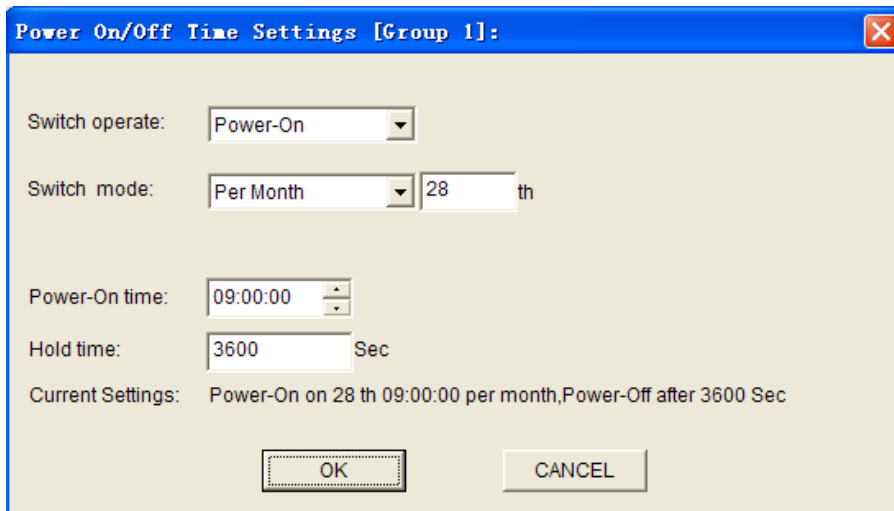 Power On/Off Time Settings [Group 1]:
Switch operate: Power-On
Switch mode: Per Month 28 th
Power-On time: 09:00:00
Hold time: 3600 Sec
Current Settings: Power-On on 28 th 09:00:00 per month,Power-Off after 3600 Sec
OK CANCEL